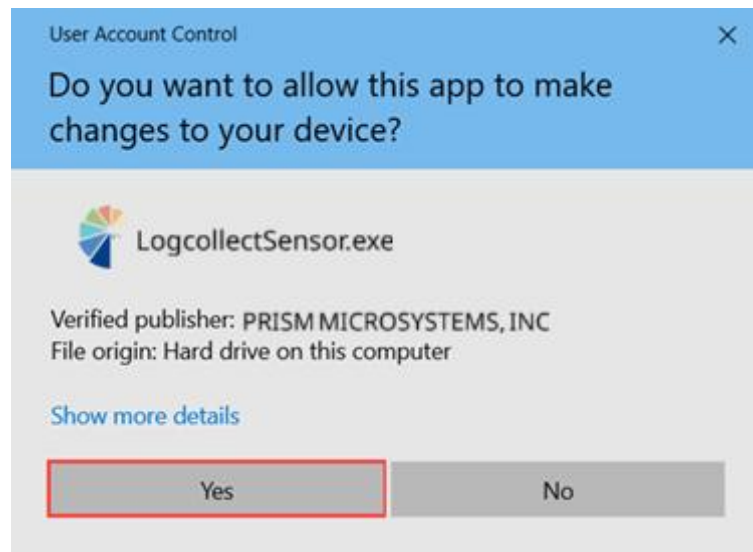 User Account Control
Do you want to allow this app to make
changes to your device?
LogcollectSensor.exe
Verified publisher: PRISM MICROSYSTEMS, INC
File origin: Hard drive on this computer
Show more details
Yes
No